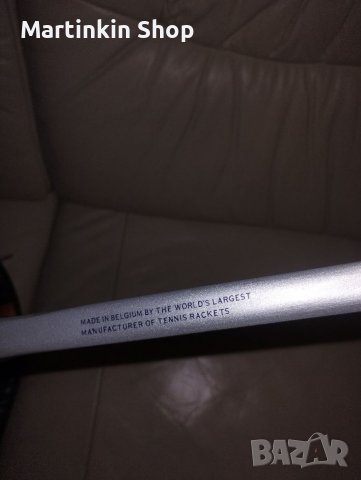 Martinkin Shop
MADE IN BELGIUM BY THE WORLD'S LARGEST
MANUFACTURER OF TENNIS RACKETS
BAZAR